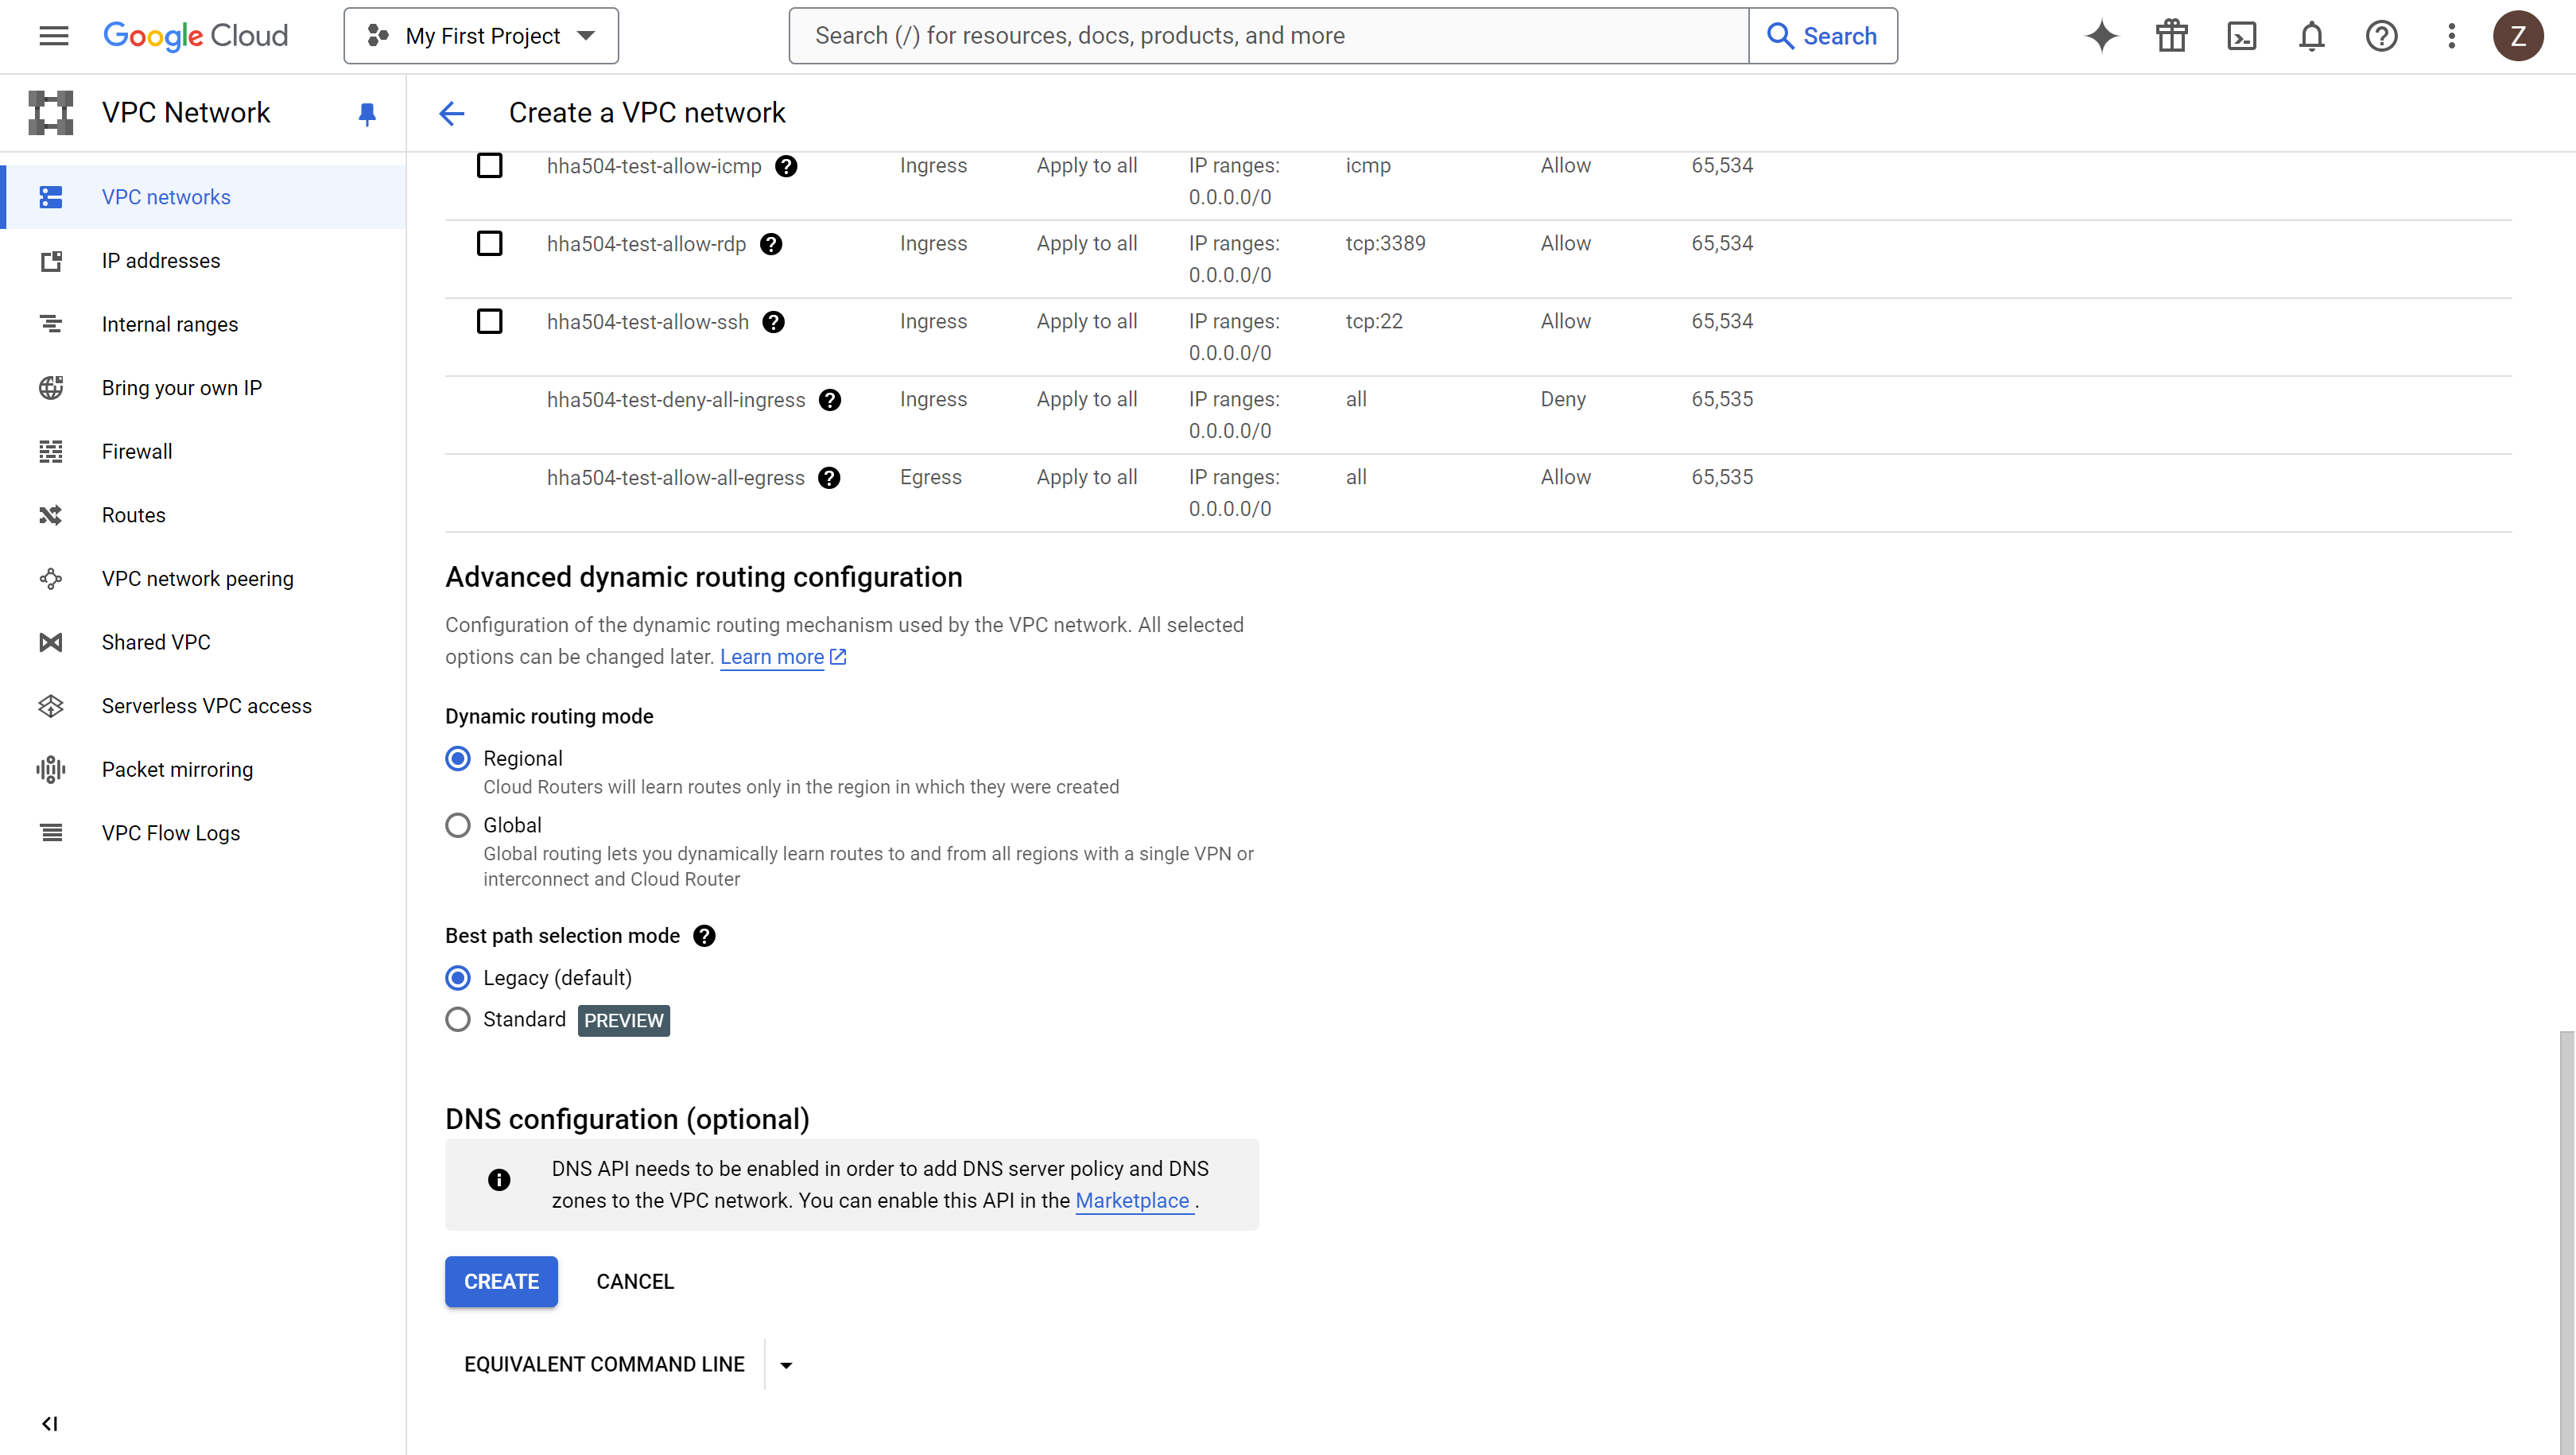 Google Cloud
My First Project
Search (/) for resources, docs, products, and more
Search
Z
VPC Network
Create a VPC network
VPC networks
IP addresses
Internal ranges
Bring your own IP
Firewall
Routes
VPC network peering
Shared VPC
Serverless VPC access
Packet mirroring
VPC Flow Logs
hha504-test-allow-icmp Ingress Apply to all IP ranges: icmp Allow 65,534
0.0.0.0/0
hha504-test-allow-rdp Ingress Apply to all IP ranges: tcp:3389 Allow 65,534
0.0.0.0/0
hha504-test-allow-ssh Ingress Apply to all IP ranges: tcp:22 Allow 65,534
0.0.0.0/0
hha504-test-deny-all-ingress Ingress Apply to all IP ranges: all Deny 65,535
0.0.0.0/0
hha504-test-allow-all-egress Egress Apply to all IP ranges: all Allow 65,535
0.0.0.0/0
Advanced dynamic routing configuration
Configuration of the dynamic routing mechanism used by the VPC network. All selected
options can be changed later. Learn more
Dynamic routing mode
Regional
Cloud Routers will learn routes only in the region in which they were created
Global
Global routing lets you dynamically learn routes to and from all regions with a single VPN or
interconnect and Cloud Router
Best path selection mode
Legacy (default)
Standard PREVIEW
DNS configuration (optional)
DNS API needs to be enabled in order to add DNS server policy and DNS
zones to the VPC network. You can enable this API in the Marketplace .
CREATE CANCEL
EQUIVALENT COMMAND LINE